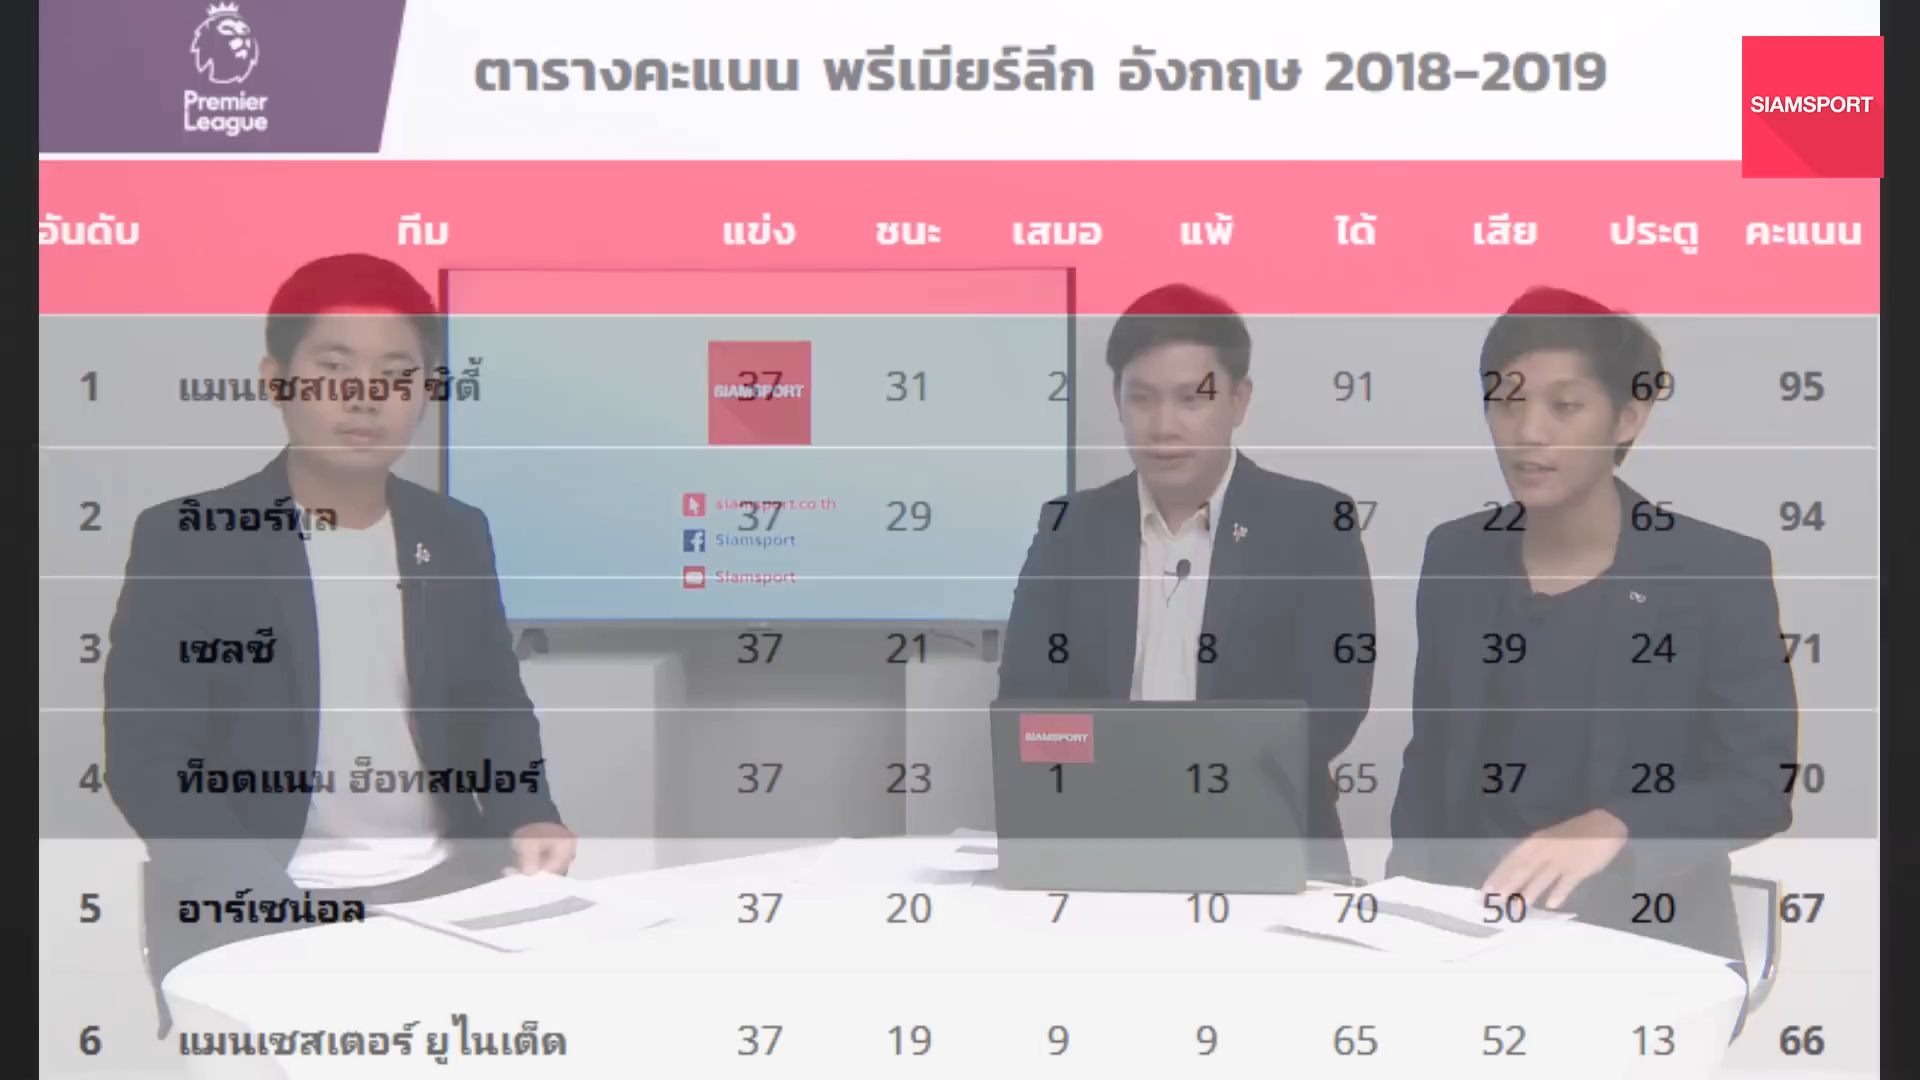 Premier
League
ตารางคะแนน พรีเมียร์ลีก อังกฤษ 2018-2019
SIAMSPORT
อันดับ ทีม แข่ง ชนะ เสมอ แพ้ ได้ เสีย ประตู คะแนน
1 แมนเชสเตอร์ ซิตี้ 37 31 2 4 91 22 69 95
SIAMSPORT
2 ลิเวอร์พูล 37 29 7 1 87 22 65 94
siamsport.co.th
Siamsport
Siamsport
3 เชลซี 37 21 8 8 63 39 24 71
SIAMSPORT
4 ท็อตแนม ฮ็อทสเปอร์ 37 23 1 13 65 37 28 70
5 อาร์เซน่อล 37 20 7 10 70 50 20 67
6 แมนเชสเตอร์ ยูไนเต็ด 37 19 9 9 65 52 13 66